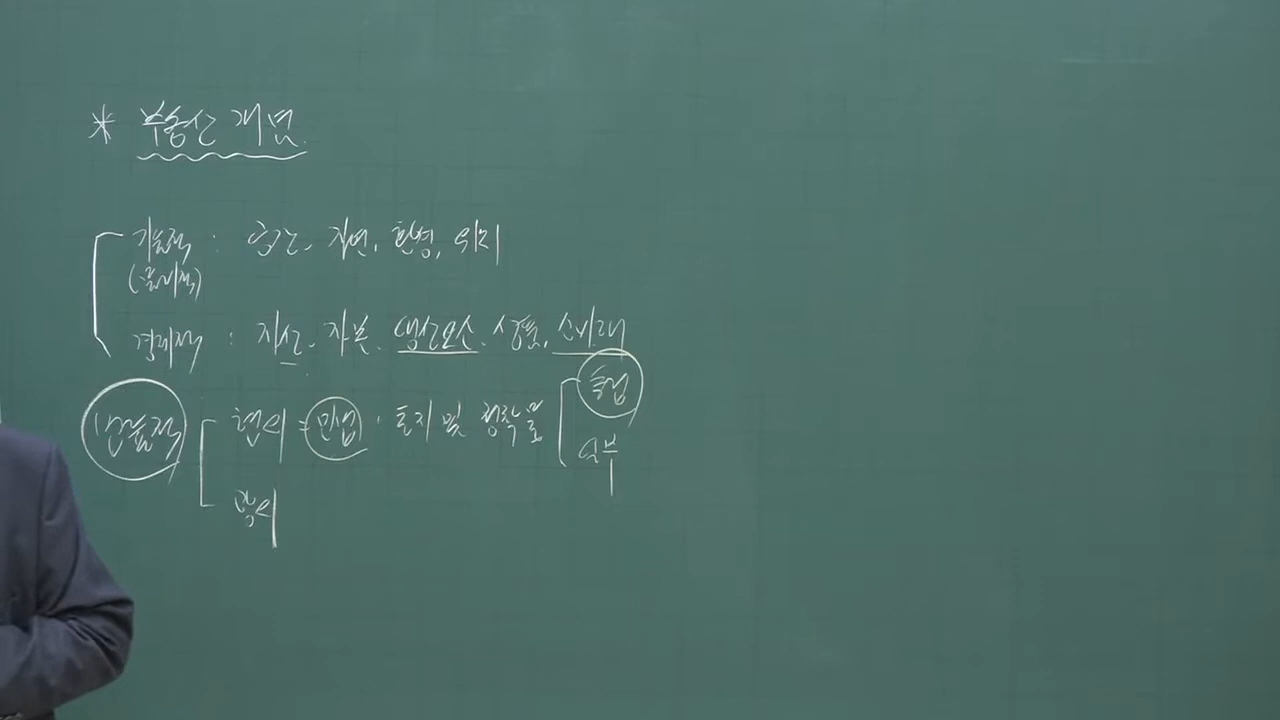 * 부동산 개념
기술적 : 공간, 자연, 환경, 위치
(물리적)
경제적 : 자산, 자본, 생산요소, 상품, 소비재
법률적 협의 = 민법 · 토지 및 정착물 독립
일부
광의